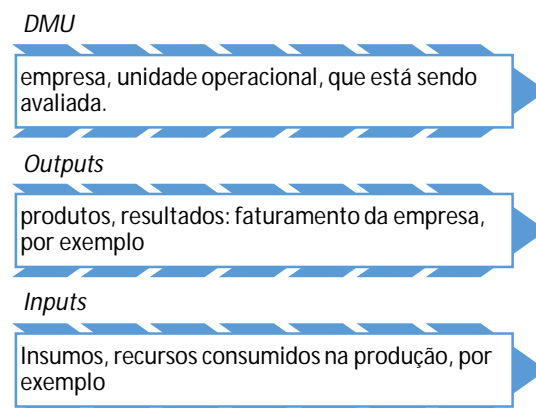 DMU
empresa, unidade operacional, que está sendo
avaliada.
Outputs
produtos, resultados: faturamento da empresa,
por exemplo
Inputs
Insumos, recursos consumidos na produção, por
exemplo